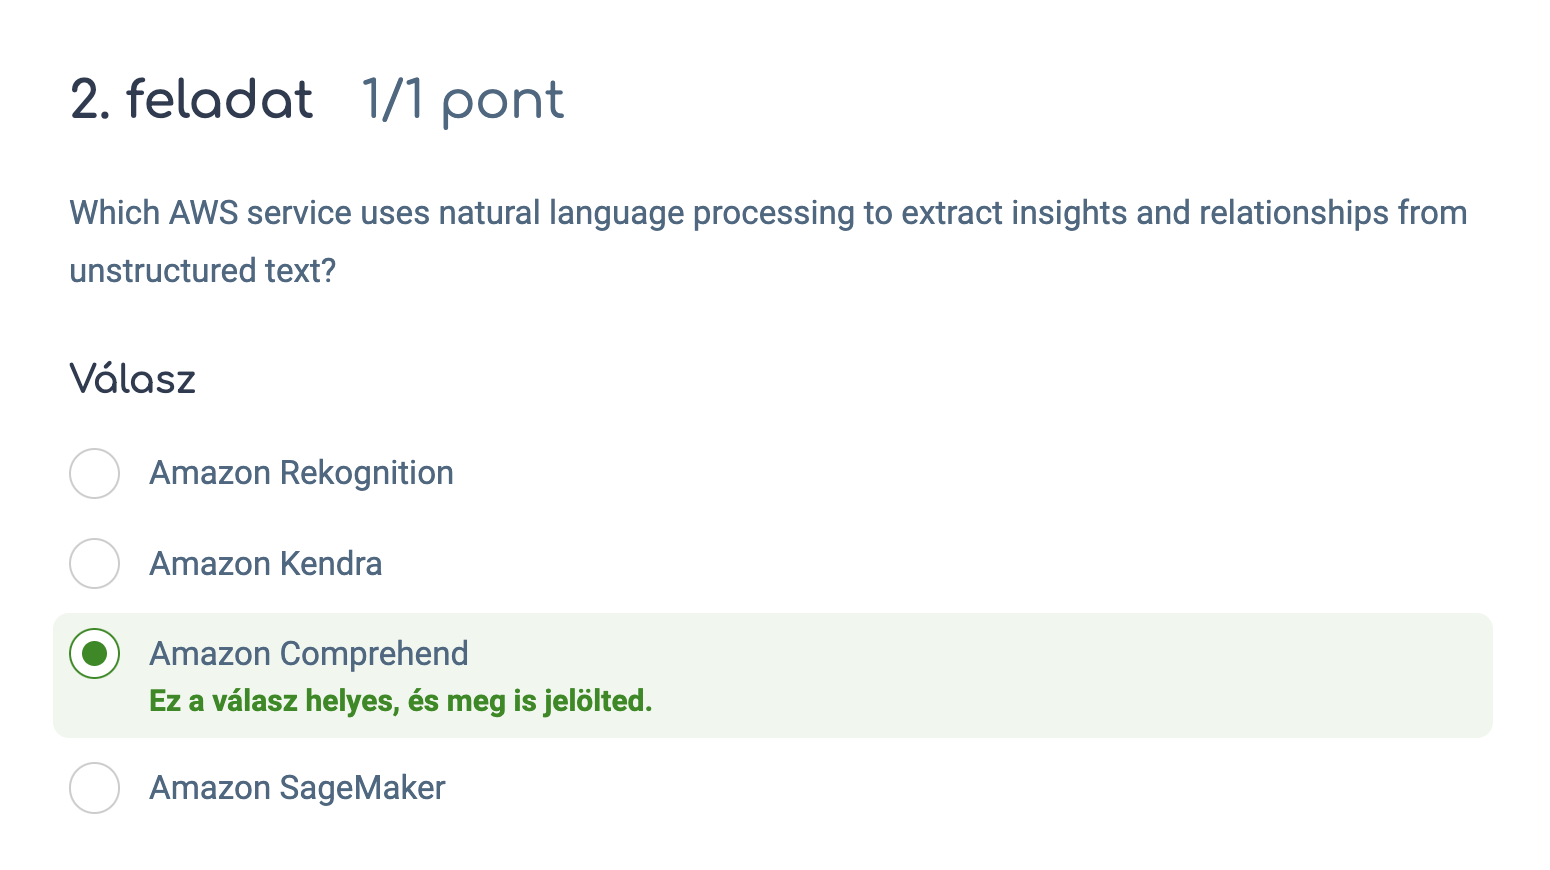 2. feladat 1/1 pont
Which AWS service uses natural language processing to extract insights and relationships from
unstructured text?
Válasz
Amazon Rekognition
Amazon Kendra
Amazon Comprehend
Ez a válasz helyes, és meg is jelölted.
Amazon SageMaker